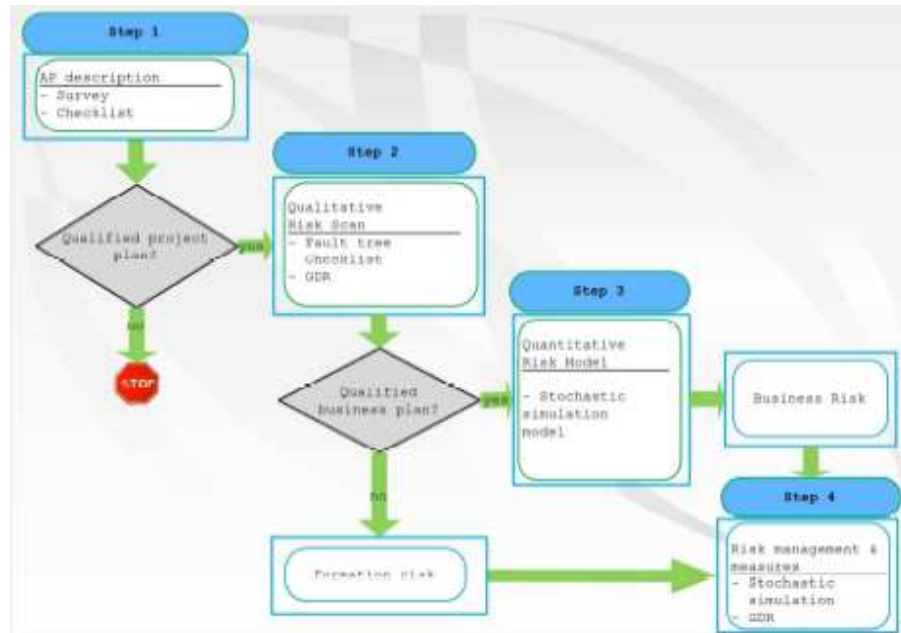 Step 1
AP description
- Survey
- Checklist
Qualified project
plan?
yes
no
STOP
Step 2
Qualitative
Risk Scan
- Fault tree
Checklist
- GDR
Qualified
business plan?
yes
no
Step 3
Quantitative
Risk Model
- Stochastic
simulation
model
Business Risk
Formation risk
Step 4
Risk management &
measures
- Stochastic
simulation
- GDR